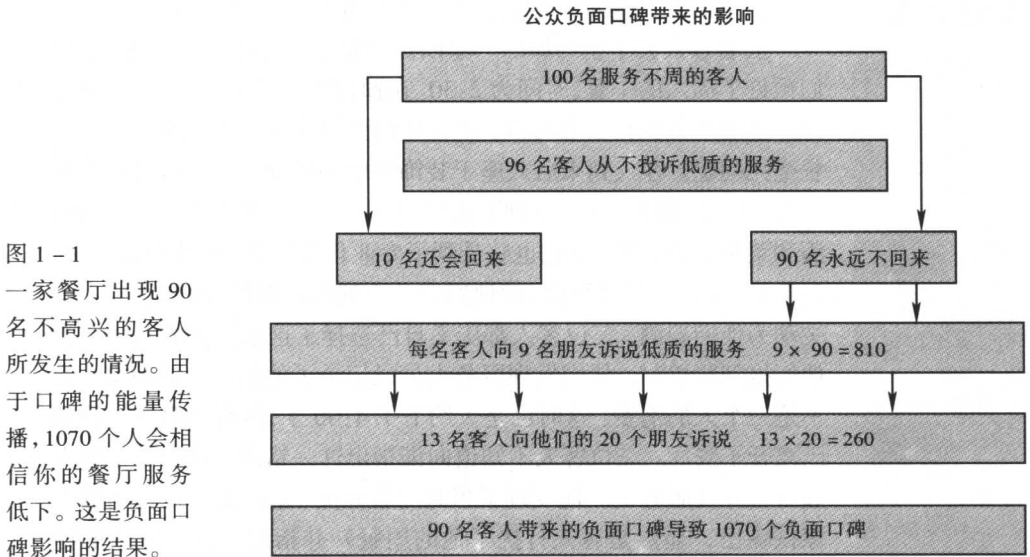 公众负面口碑带来的影响
100 名服务不周的客人
96 名客人从不投诉低质的服务
10 名还会回来
90 名永远不回来
每名客人向 9 名朋友诉说低质的服务 9 × 90 = 810
13 名客人向他们的 20 个朋友诉说 13 × 20 = 260
90 名客人带来的负面口碑导致 1070 个负面口碑
图 1-1
一家餐厅出现 90
名不高兴的客人
所发生的情况。由
于口碑的能量传
播,1070 个人会相
信你的餐厅服务
低下。这是负面口
碑影响的结果。